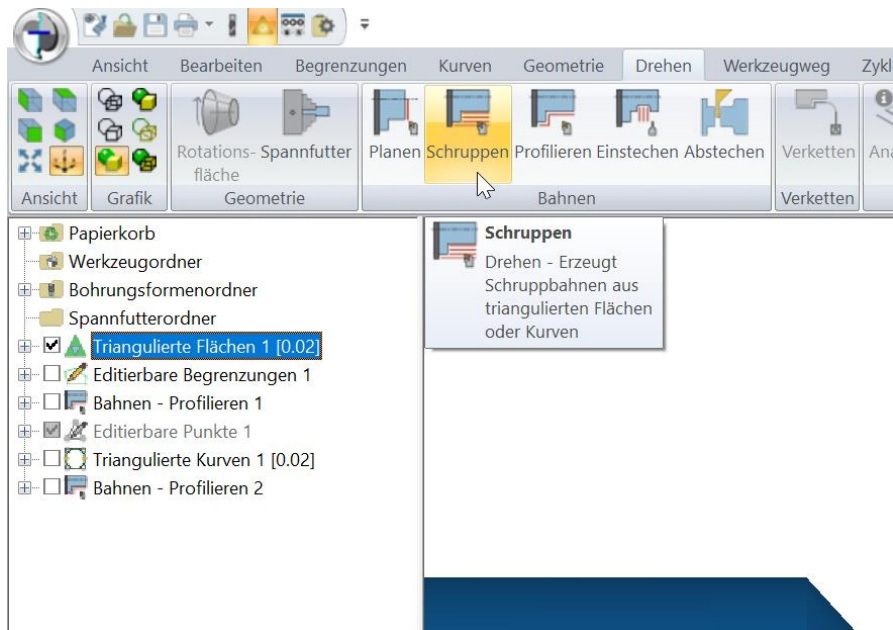 Ansicht Bearbeiten Begrenzungen Kurven Geometrie Drehen Werkzeugweg Zykl
Rotations- Spannfutter Planen Schruppen Profilieren Einstechen Abstechen Verketten Ana
fläche
Ansicht Grafik Geometrie Bahnen Verketten
Papierkorb
Werkzeugordner
Bohrungsformenordner
Spannfutterordner
Triangulierte Flächen 1 [0.02]
Editierbare Begrenzungen 1
Bahnen - Profilieren 1
Editierbare Punkte 1
Triangulierte Kurven 1 [0.02]
Bahnen - Profilieren 2
Schruppen
Drehen - Erzeugt
Schruppbahnen aus
triangulierten Flächen
oder Kurven